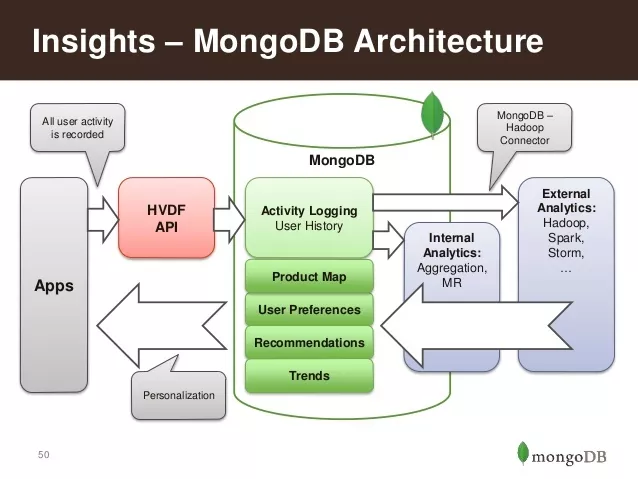 Insights – MongoDB Architecture
All user activity
is recorded
MongoDB –
Hadoop
Connector
MongoDB
Apps
HVDF
API
Activity Logging
User History
Product Map
User Preferences
Recommendations
Trends
Internal
Analytics:
Aggregation,
MR
External
Analytics:
Hadoop,
Spark,
Storm,
…
Personalization
50
mongoDB